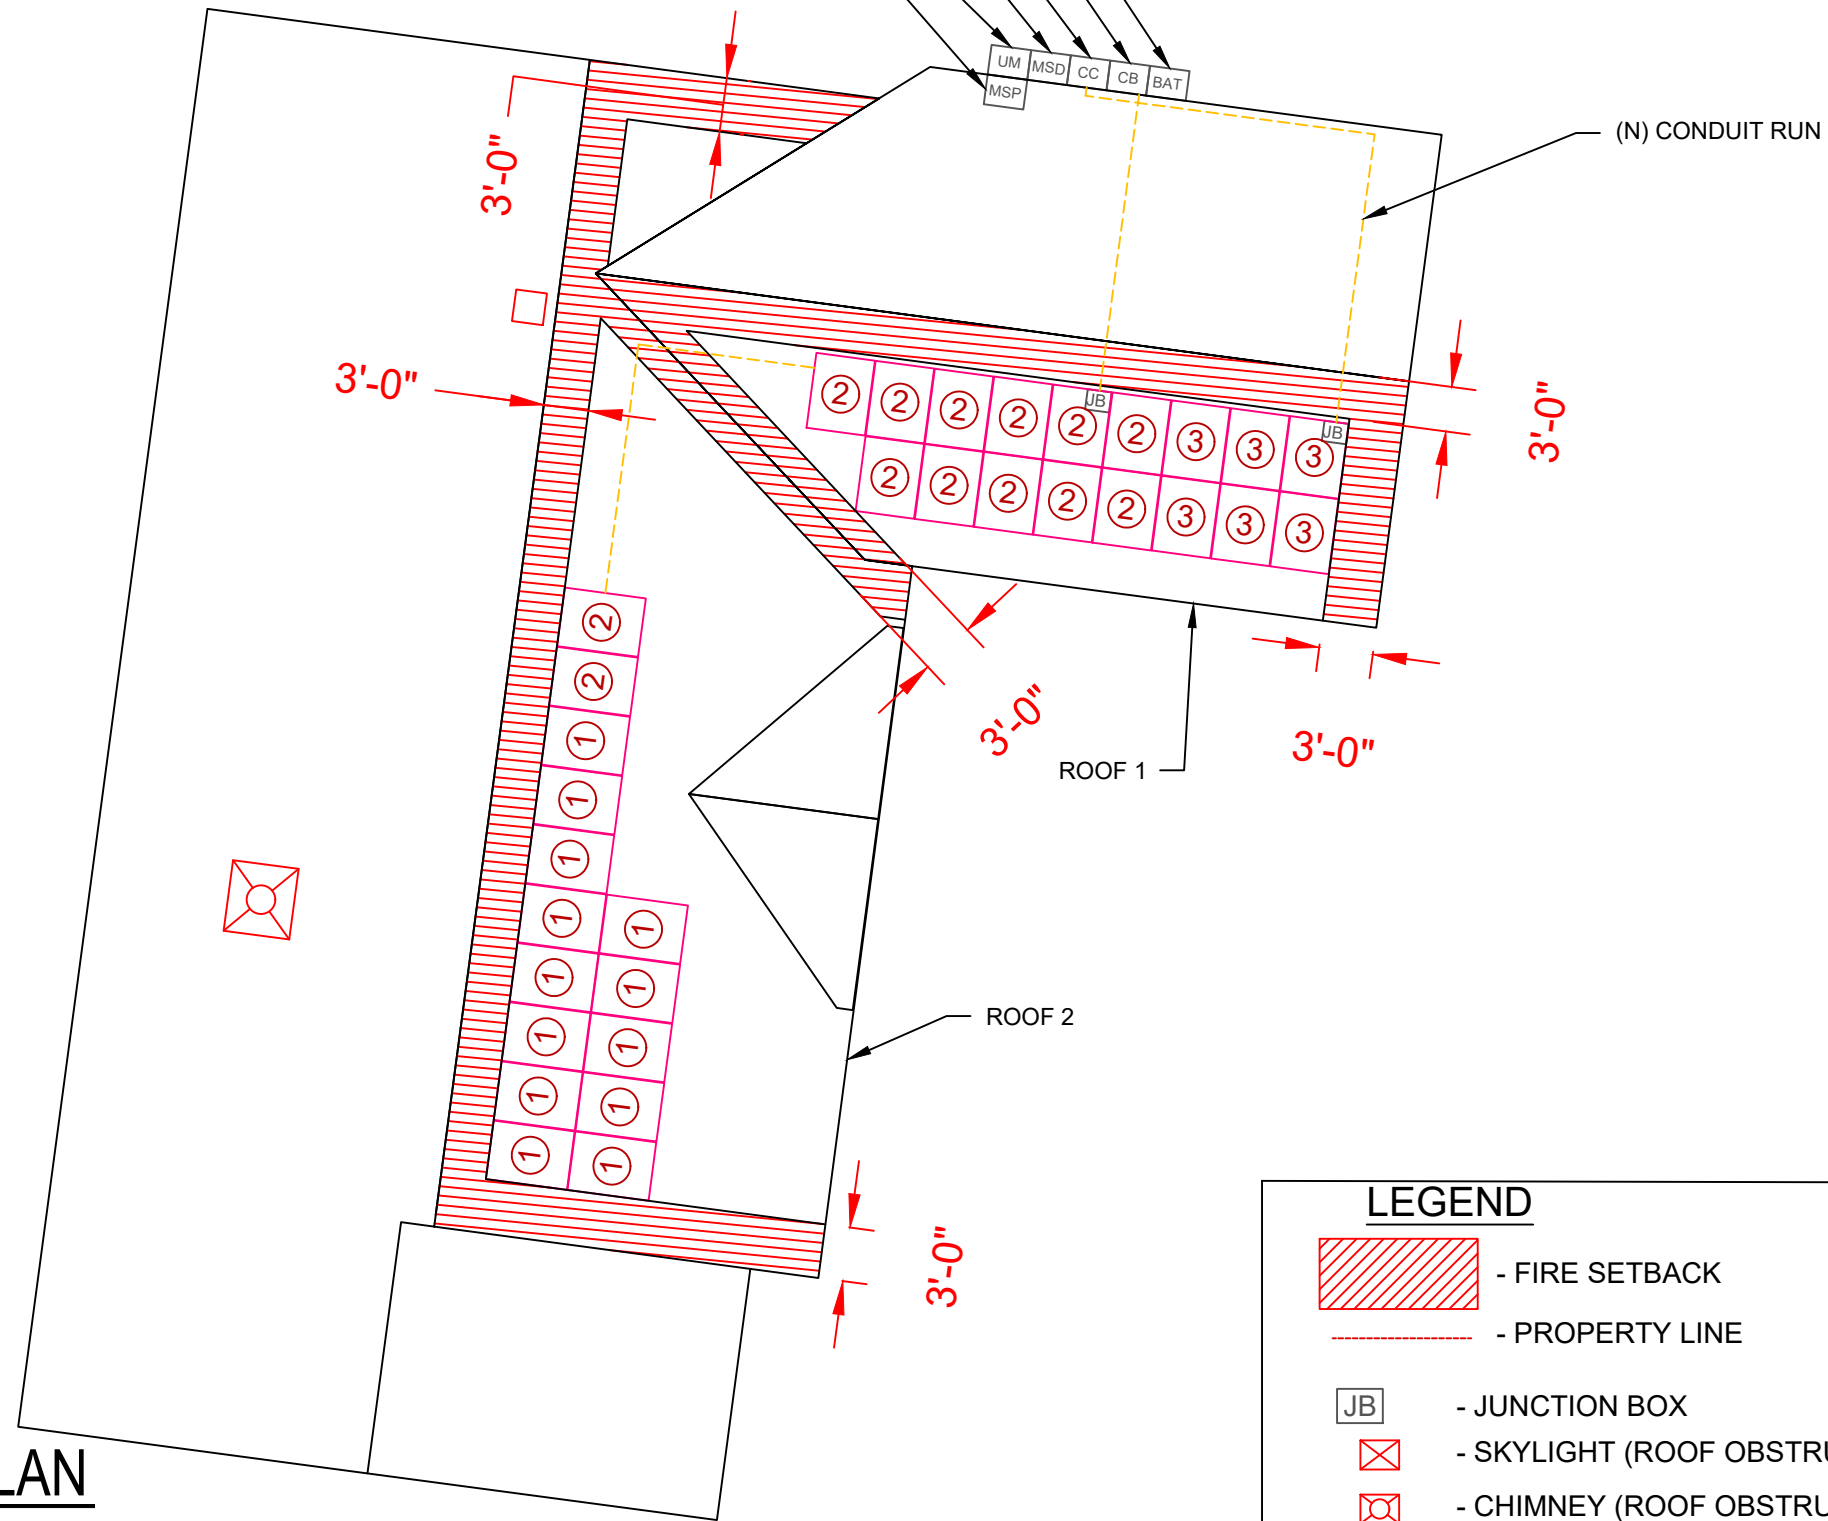 UM
MSD
CC
CB
BAT
MSP
(N) CONDUIT RUN
3'-0"
3'-0"
3'-0"
2 2 2 2 2 2 3 3 3
JB
JB
2 2 2 2 2 3 3 3
3'-0"
3'-0"
ROOF 1
2
2
1
1
1
1 1
1 1
1 1
1 1
1 1
ROOF 2
3'-0"
LEGEND
- FIRE SETBACK
- PROPERTY LINE
JB - JUNCTION BOX
- SKYLIGHT (ROOF OBSTRU
- CHIMNEY (ROOF OBSTRU
LAN